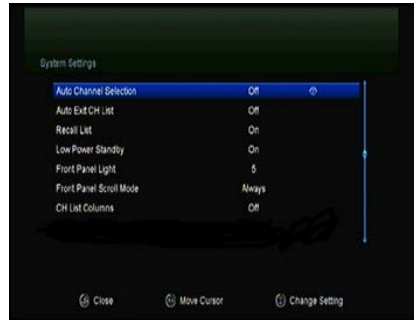 System Settings
Auto Channel Selection Off
Auto Exit CH List Off
Recall List On
Low Power Standby On
Front Panel Light 5
Front Panel Scroll Mode Always
CH List Columns Off
Close Move Cursor Change Setting